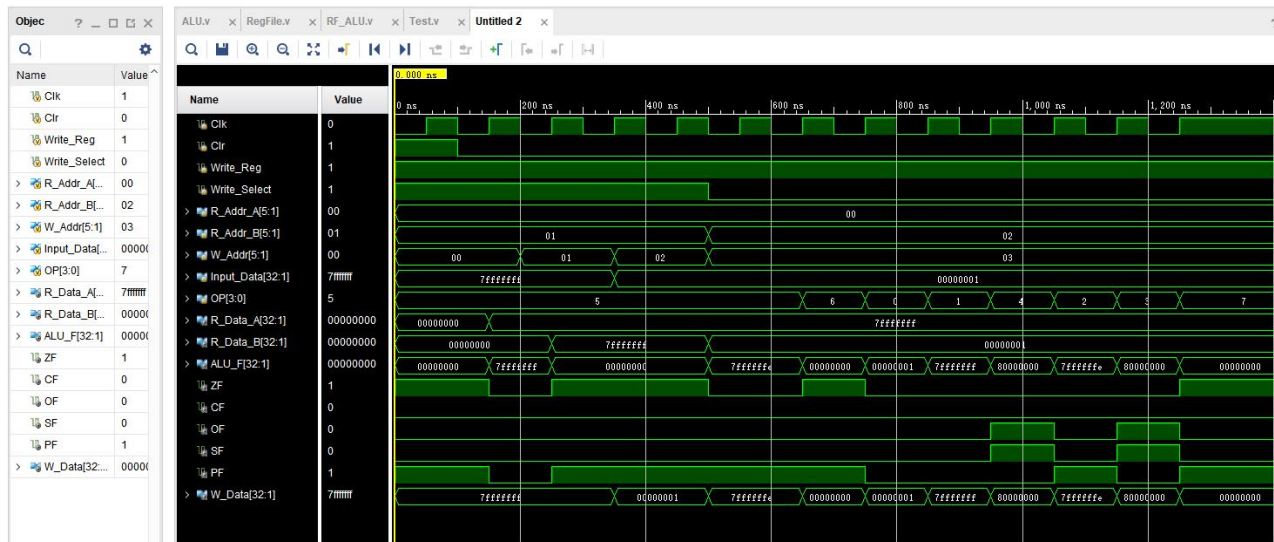 Objec ? _ □ ×
ALU.v × RegFile.v × RF_ALU.v × Test.v × Untitled 2 ×
Name Value
Clk 1
Clr 0
Write_Reg 1
Write_Select 0
> R_Addr_A[... 00
> R_Addr_B[... 02
> W_Addr[5:1] 03
> Input_Data[... 0000
> OP[3:0] 7
> R_Data_A[... 7fffffff
> R_Data_B[... 0000
> ALU_F[32:1] 0000
ZF 1
CF 0
OF 0
SF 0
PF 1
> W_Data[32:... 0000
0.000 ns
Name Value 0 ns 200 ns 400 ns 600 ns 800 ns 1,000 ns 1,200 ns
Clk 0
Clr 1
Write_Reg 1
Write_Select 1
> R_Addr_A[5:1] 00 00
> R_Addr_B[5:1] 01 01 02
> W_Addr[5:1] 00 00 01 02 03
> Input_Data[32:1] 7fffffff 7fffffff 00000001
> OP[3:0] 5 5 6 0 1 4 2 3 7
> R_Data_A[32:1] 00000000 00000000 7fffffff
> R_Data_B[32:1] 00000000 00000000 7fffffff 00000001
> ALU_F[32:1] 00000000 00000000 7fffffff 00000000 7ffffffe 00000000 00000001 7fffffff 80000000 7ffffffe 80000000 00000000
ZF 1
CF 0
OF 0
SF 0
PF 1
> W_Data[32:1] 7fffffff 7fffffff 00000001 7ffffffe 00000000 00000001 7fffffff 80000000 7ffffffe 80000000 00000000